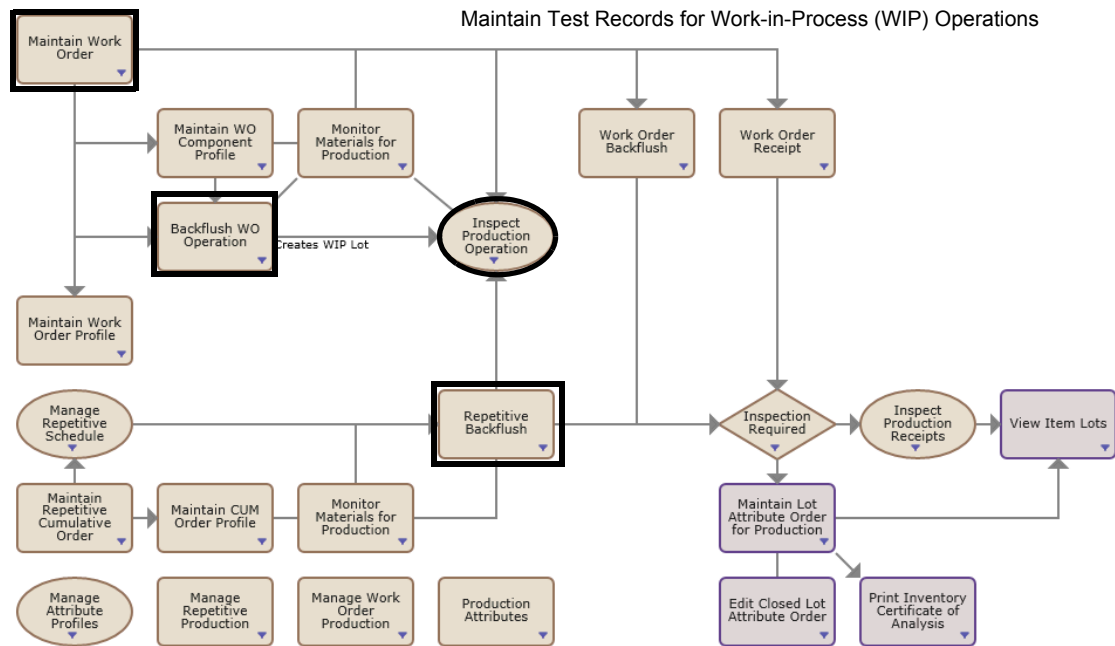 Maintain Test Records for Work-in-Process (WIP) Operations
Maintain Work
Order
Maintain WO
Component
Profile
Monitor
Materials for
Production
Work Order
Backflush
Work Order
Receipt
Backflush WO
Operation
Creates WIP Lot
Inspect
Production
Operation
Maintain Work
Order Profile
Manage
Repetitive
Schedule
Repetitive
Backflush
Inspection
Required
Inspect
Production
Receipts
View Item Lots
Maintain
Repetitive
Cumulative
Order
Maintain CUM
Order Profile
Monitor
Materials for
Production
Maintain Lot
Attribute Order
for Production
Manage
Attribute
Profiles
Manage
Repetitive
Production
Manage Work
Order
Production
Production
Attributes
Edit Closed Lot
Attribute Order
Print Inventory
Certificate of
Analysis